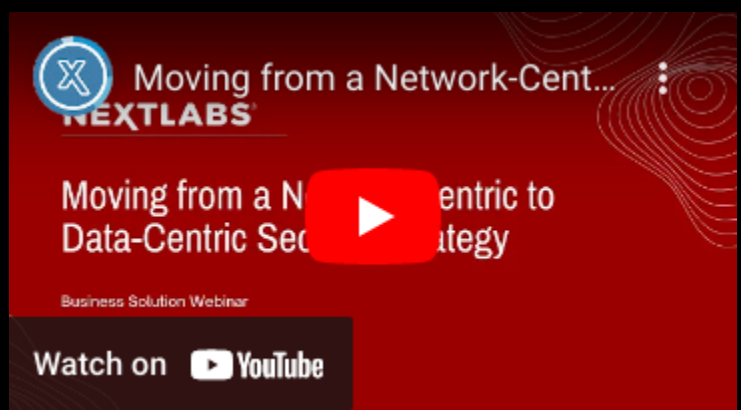 Moving from a Network-Cent...
NEXTLABS®
Moving from a N entric to
Data-Centric Sec ategy
Business Solution Webinar
Watch on YouTube